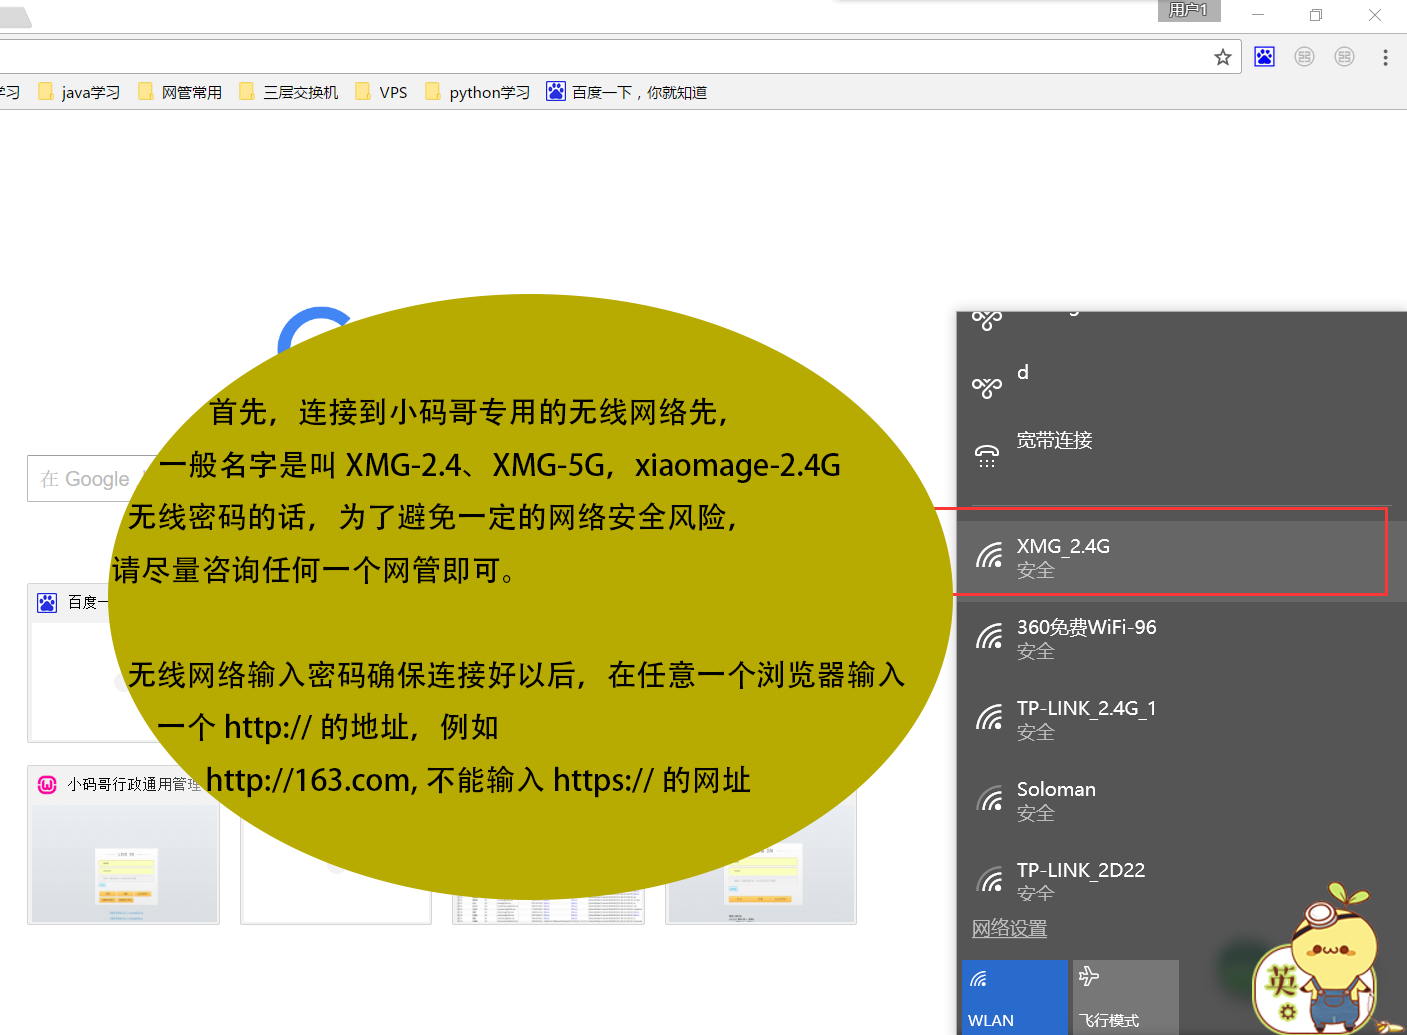 用户1
学习 java学习 网管常用 三层交换机 VPS python学习 百度一下，你就知道
首先，连接到小码哥专用的无线网络先，
一般名字是叫 XMG-2.4、XMG-5G，xiaomage-2.4G
无线密码的话，为了避免一定的网络安全风险，
请尽量咨询任何一个网管即可。
无线网络输入密码确保连接好以后，在任意一个浏览器输入
一个 http:// 的地址，例如
http://163.com, 不能输入 https:// 的网址
在 Google
百度一
小码哥行政通用管理
d
宽带连接
XMG_2.4G
安全
360免费WiFi-96
安全
TP-LINK_2.4G_1
安全
Soloman
安全
TP-LINK_2D22
安全
网络设置
WLAN
飞行模式
英